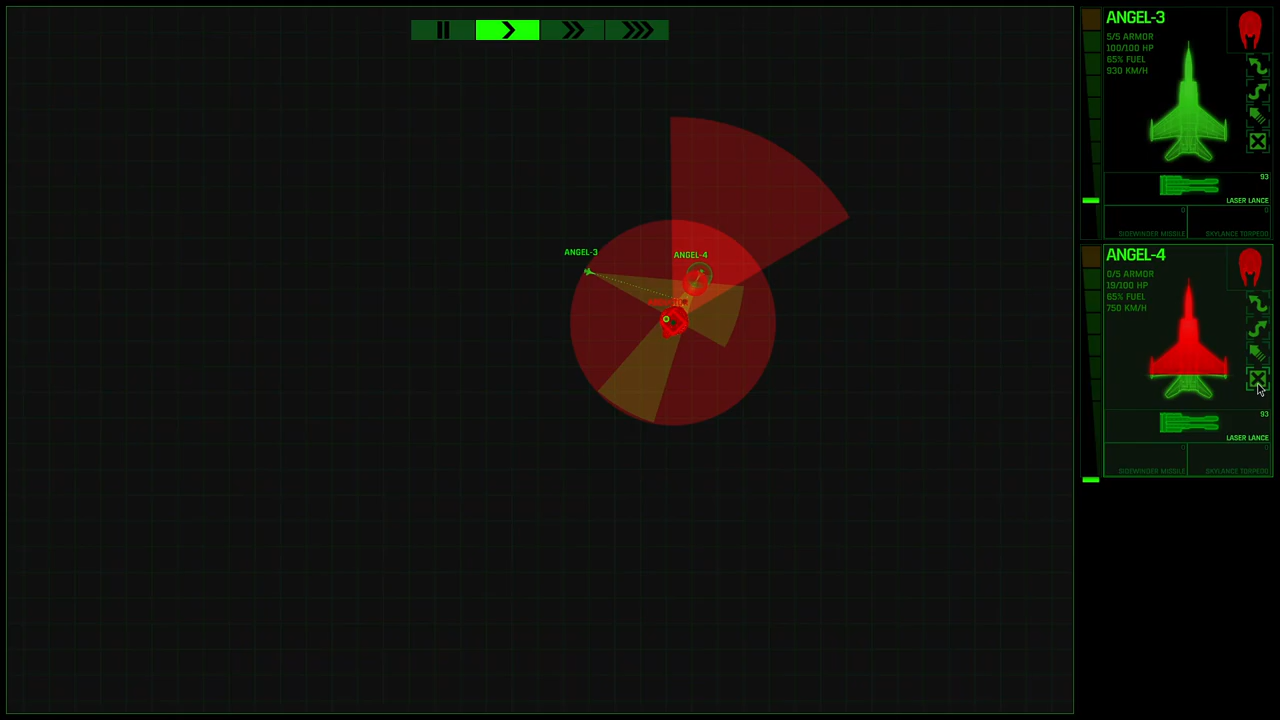 ANGEL-3
5/5 ARMOR
100/100 HP
65% FUEL
930 KM/H
93
LASER LANCE
0
0
SIDEWINDER MISSILE
SKYLANCE TORPEDO
ANGEL-3
ANGEL-4
ANGEL-4
0/5 ARMOR
19/100 HP
65% FUEL
750 KM/H
93
LASER LANCE
0
0
SIDEWINDER MISSILE
SKYLANCE TORPEDO